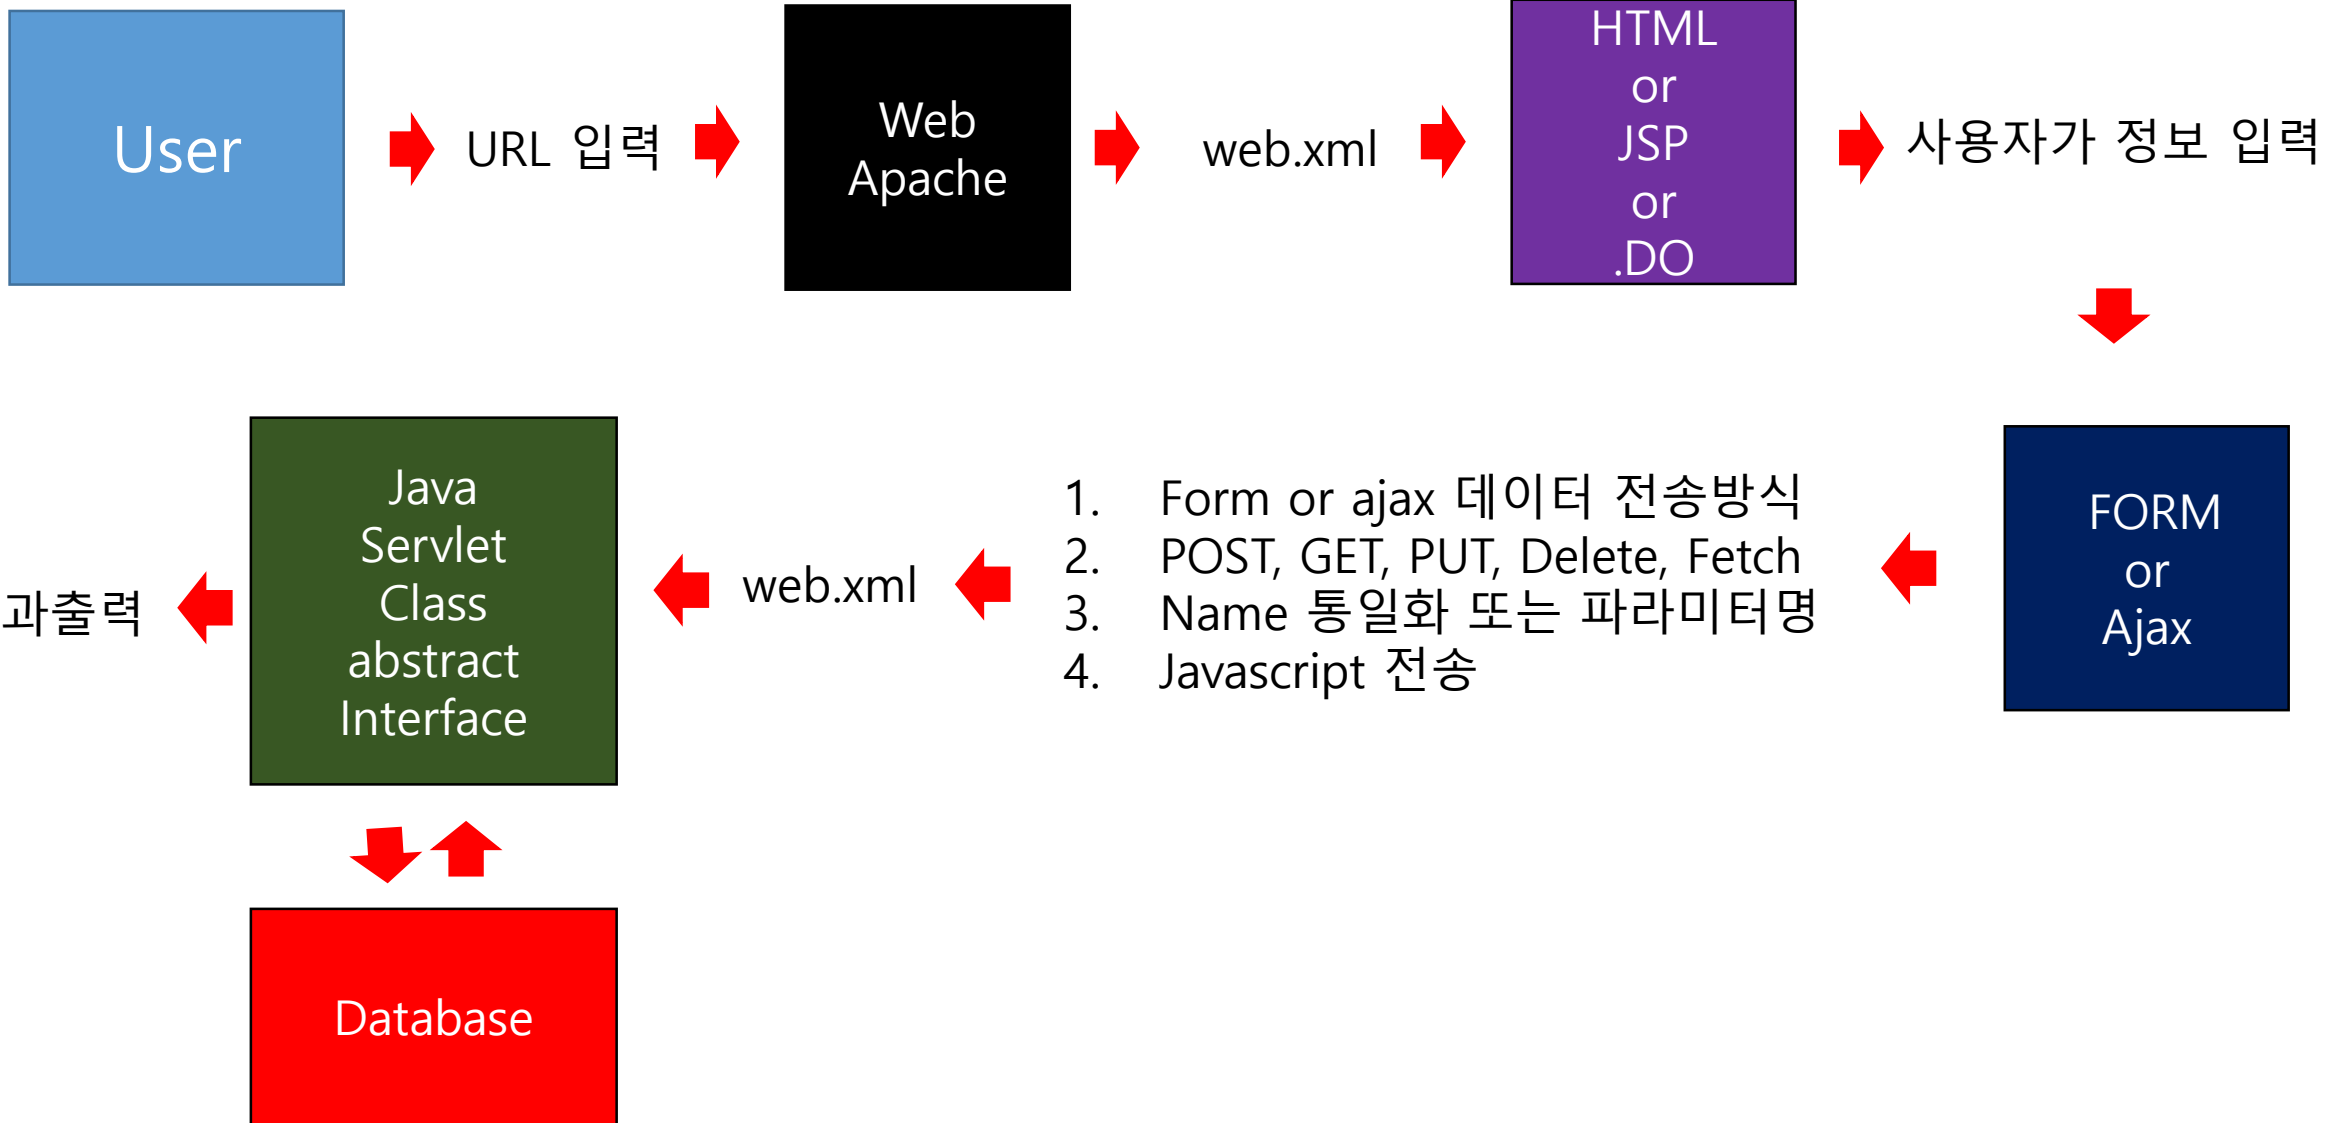 User
URL 입력
Web
Apache
web.xml
HTML
or
JSP
or
.DO
사용자가 정보 입력
FORM
or
Ajax
1. Form or ajax 데이터 전송방식
2. POST, GET, PUT, Delete, Fetch
3. Name 통일화 또는 파라미터명
4. Javascript 전송
web.xml
Java
Servlet
Class
abstract
Interface
과출력
Database